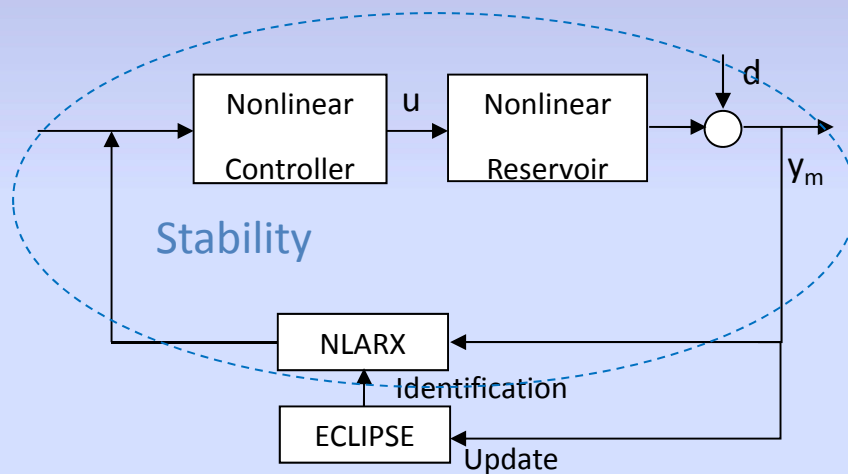 d
Nonlinear
Controller
u
Nonlinear
Reservoir
yₘ
Stability
NLARX
Identification
ECLIPSE
Update